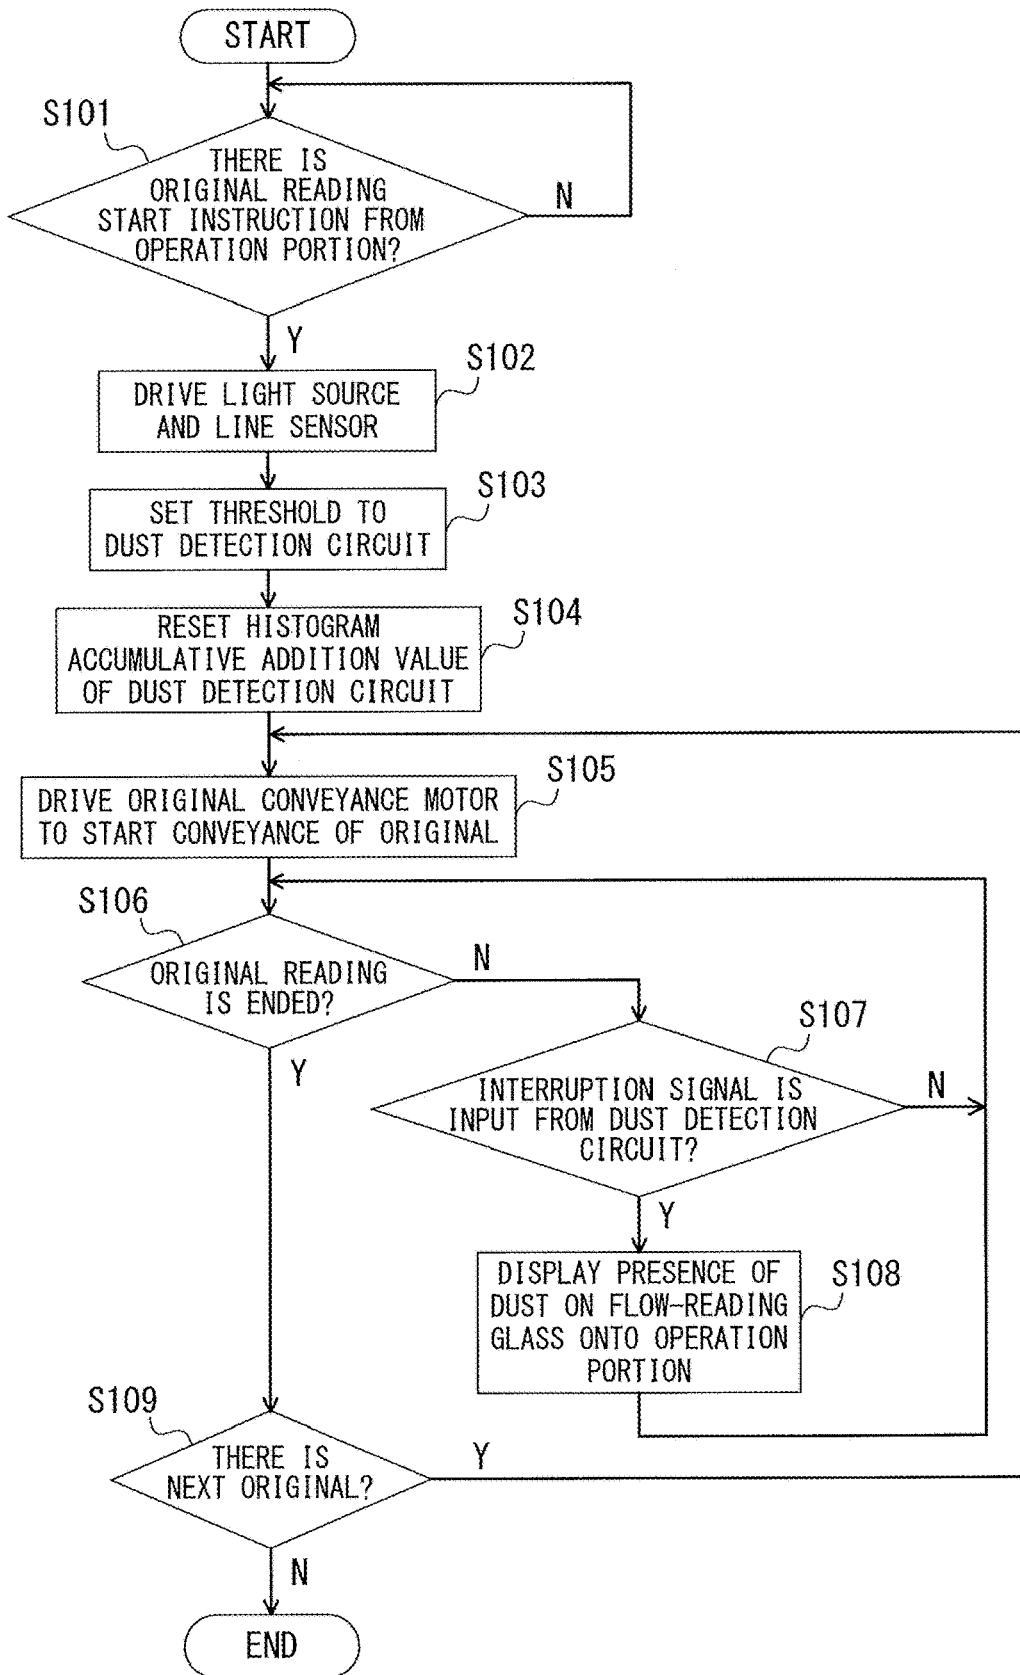 START
S101
THERE IS
ORIGINAL READING
START INSTRUCTION FROM
OPERATION PORTION?
N
Y
S102
DRIVE LIGHT SOURCE
AND LINE SENSOR
S103
SET THRESHOLD TO
DUST DETECTION CIRCUIT
S104
RESET HISTOGRAM
ACCUMULATIVE ADDITION VALUE
OF DUST DETECTION CIRCUIT
S105
DRIVE ORIGINAL CONVEYANCE MOTOR
TO START CONVEYANCE OF ORIGINAL
S106
ORIGINAL READING
IS ENDED?
N
Y
S107
INTERRUPTION SIGNAL IS
INPUT FROM DUST DETECTION
CIRCUIT?
N
Y
S108
DISPLAY PRESENCE OF
DUST ON FLOW-READING
GLASS ONTO OPERATION
PORTION
S109
THERE IS
NEXT ORIGINAL?
Y
N
END